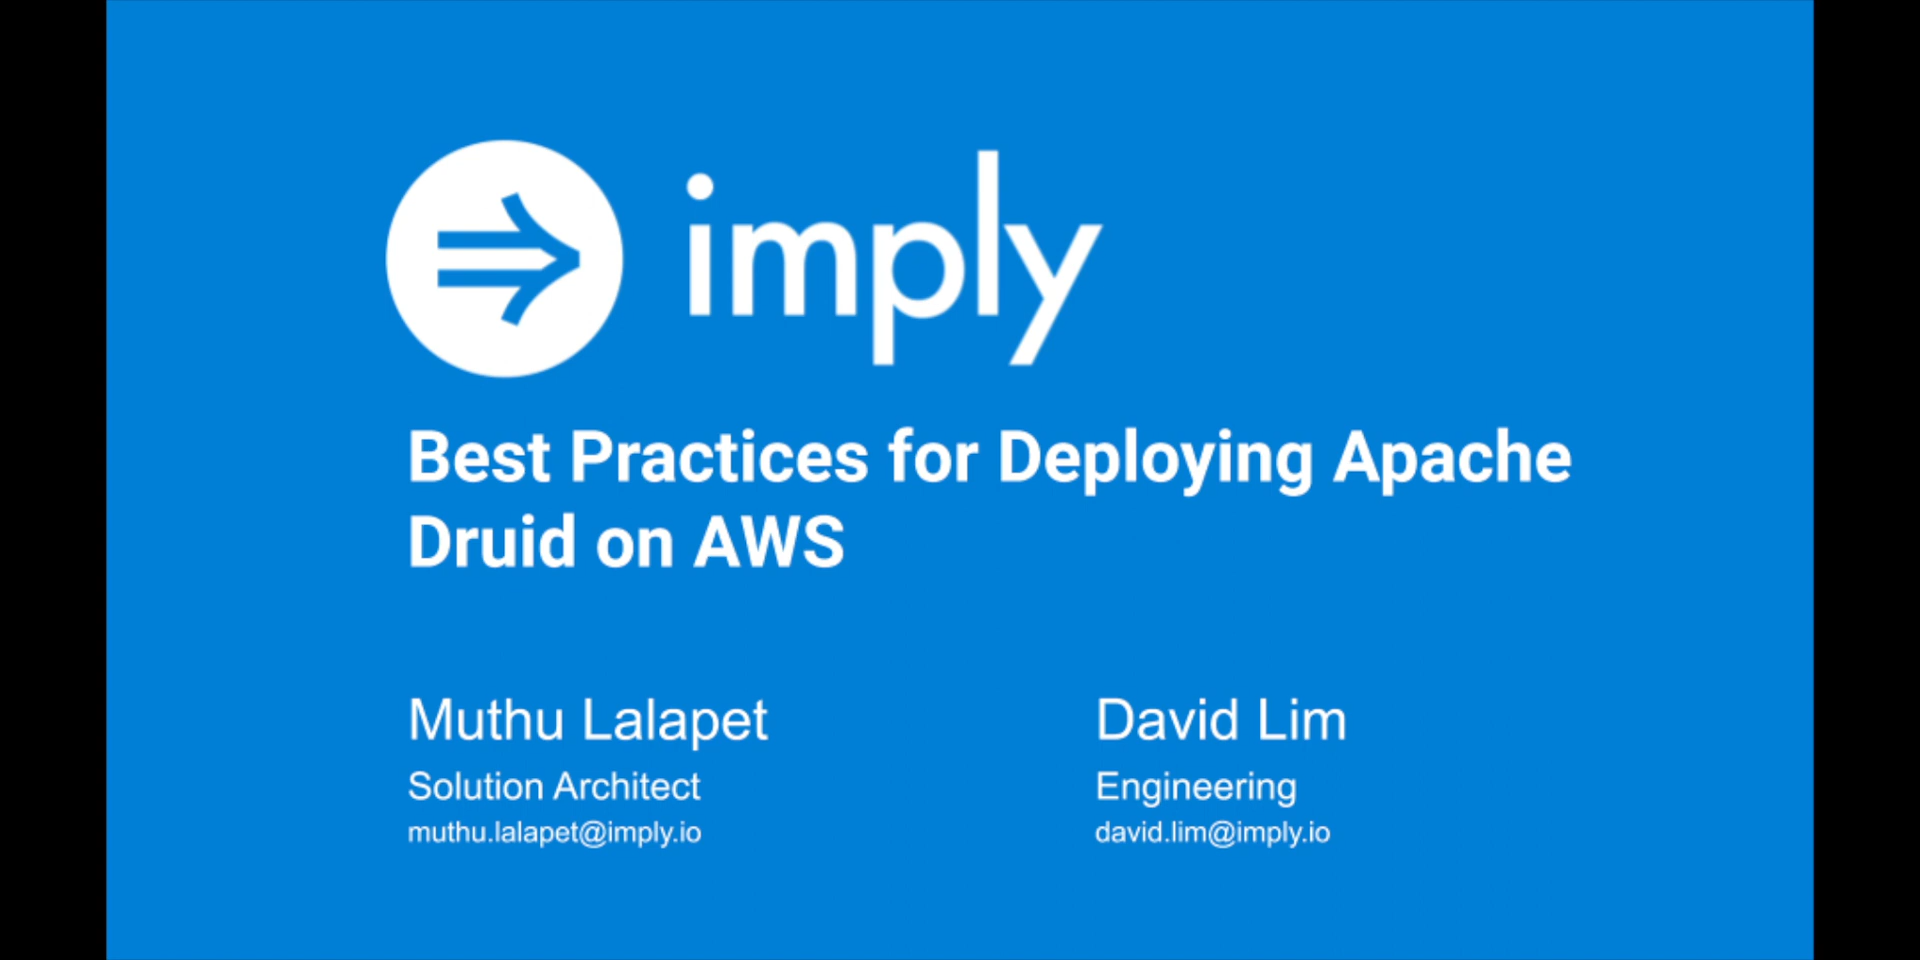 imply
Best Practices for Deploying Apache
Druid on AWS
Muthu Lalapet
Solution Architect
muthu.lalapet@imply.io
David Lim
Engineering
david.lim@imply.io